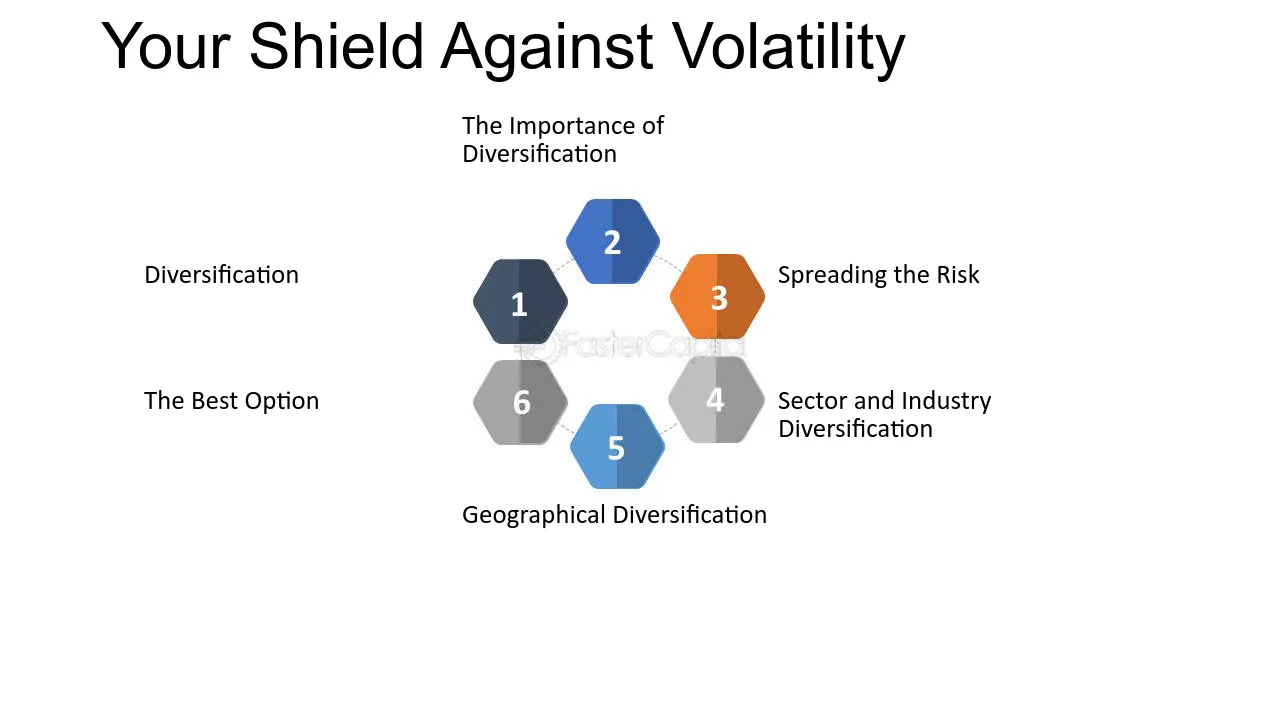 Your Shield Against Volatility
The Importance of
Diversification
2
1
3
Diversification
Spreading the Risk
FasterCapital
6
4
5
The Best Option
Sector and Industry
Diversification
Geographical Diversification